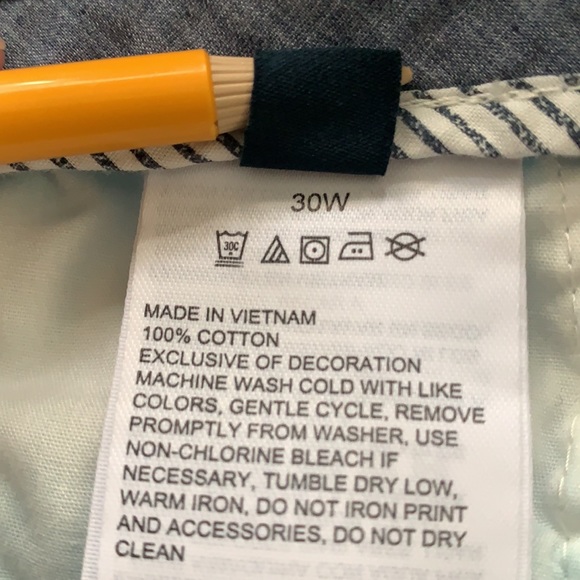 30W
30C
MADE IN VIETNAM
100% COTTON
EXCLUSIVE OF DECORATION
MACHINE WASH COLD WITH LIKE
COLORS, GENTLE CYCLE, REMOVE
PROMPTLY FROM WASHER, USE
NON-CHLORINE BLEACH IF
NECESSARY, TUMBLE DRY LOW,
WARM IRON, DO NOT IRON PRINT
AND ACCESSORIES, DO NOT DRY
CLEAN